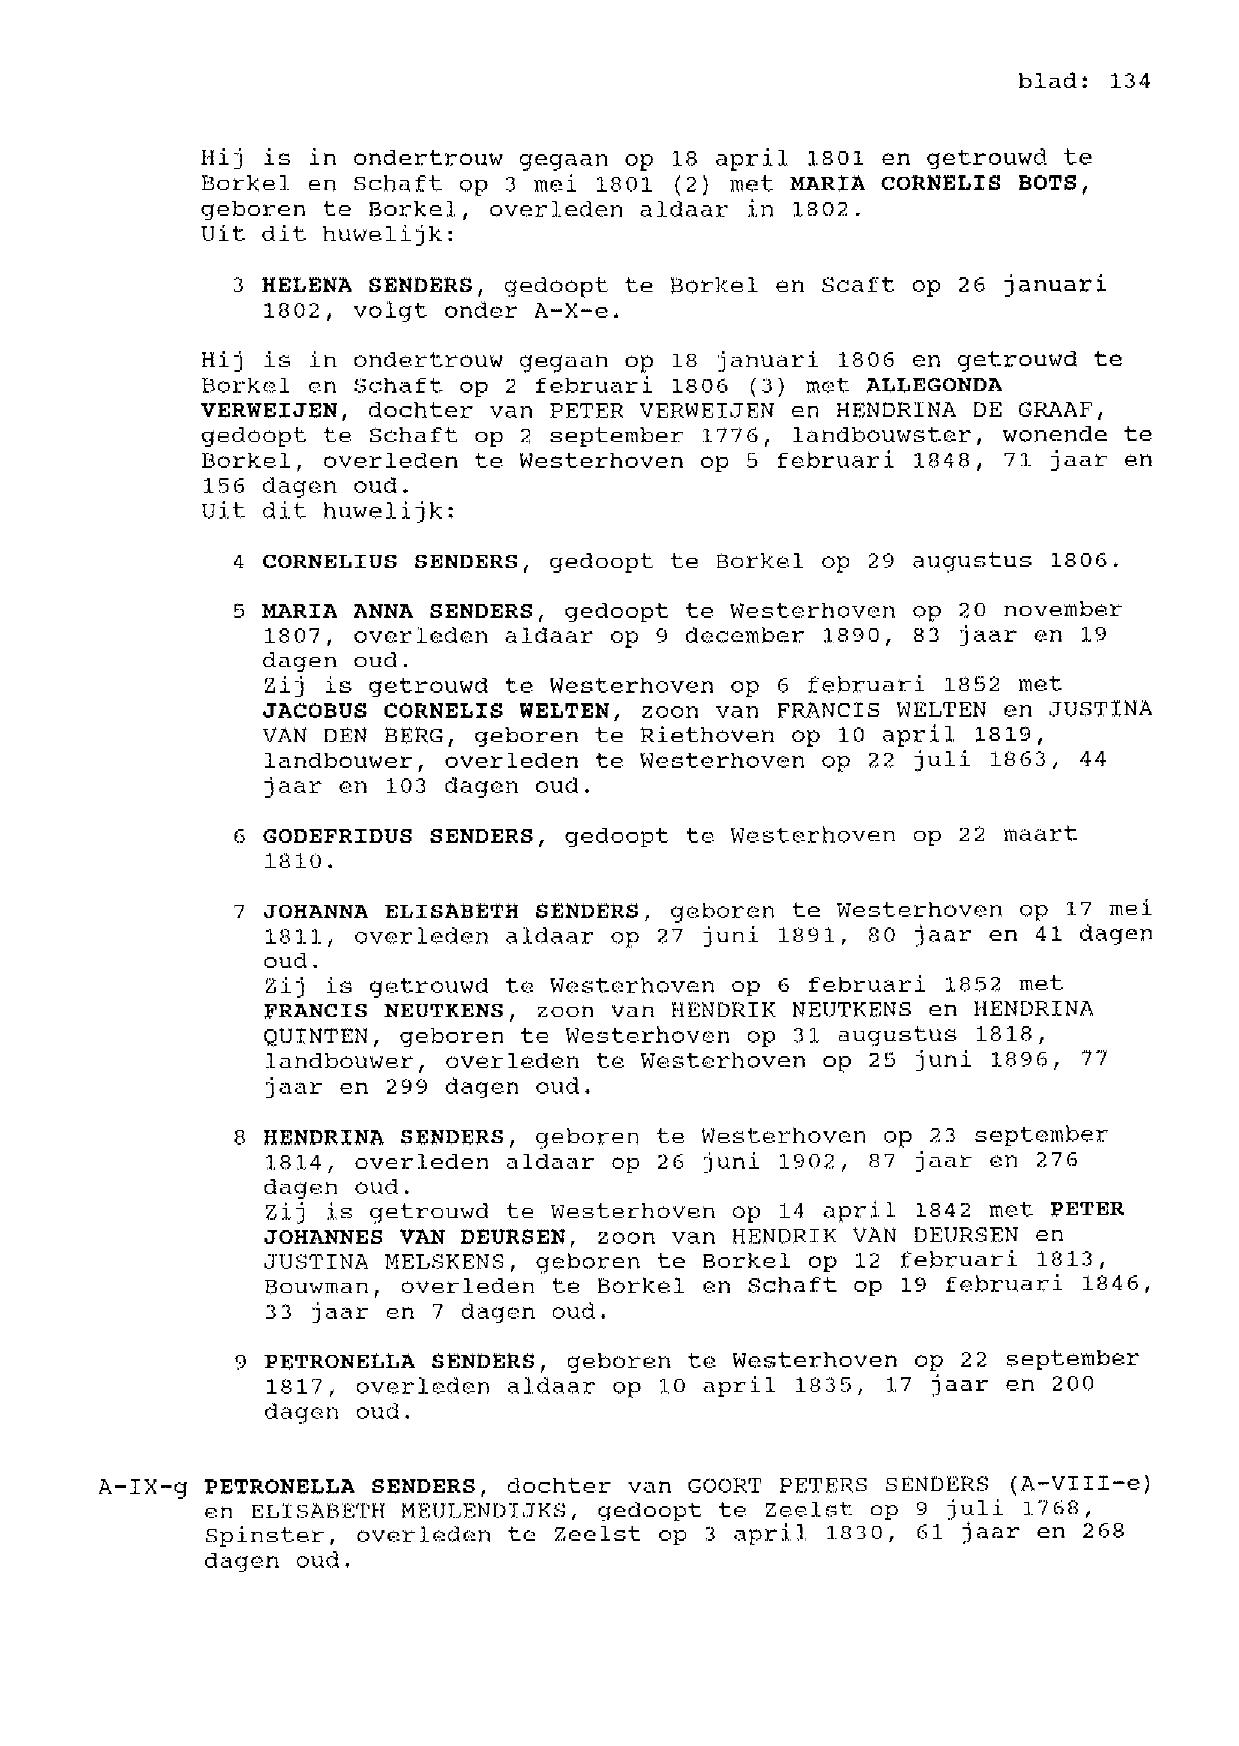 blad: 134
Hij is in ondertrouw gegaan op 18 april 1801 en getrouwd te
Borkel en Schaft op 3 mei 1801 (2) met MARIA CORNELIS BOTS,
geboren te Borkel, overleden aldaar in 1802.
Uit dit huwelijk:
3 HELENA SENDERS, gedoopt te Borkel en Scaft op 26 januari
1802, volgt onder A-X-e.
Hij is in ondertrouw gegaan op 18 januari 1806 en getrouwd te
Borkel en Schaft op 2 februari 1806 (3) met ALLEGONDA
VERWEIJEN, dochter van PETER VERWEIJEN en HENDRINA DE GRAAF,
gedoopt te Schaft op 2 september 1776, landbouwster, wonende te
Borkel, overleden te Westerhoven op 5 februari 1848, 71 jaar en
156 dagen oud.
Uit dit huwelijk:
4 CORNELIUS SENDERS, gedoopt te Borkel op 29 augustus 1806.
5 MARIA ANNA SENDERS, gedoopt te Westerhoven op 20 november
1807, overleden aldaar op 9 december 1890, 83 jaar en 19
dagen oud.
Zij is getrouwd te Westerhoven op 6 februari 1852 met
JACOBUS CORNELIS WELTEN, zoon van FRANCIS WELTEN en JUSTINA
VAN DEN BERG, geboren te Riethoven op 10 april 1819,
landbouwer, overleden te Westerhoven op 22 juli 1863, 44
jaar en 103 dagen oud.
6 GODEFRIDUS SENDERS, gedoopt te Westerhoven op 22 maart
1810.
7 JOHANNA ELISABETH SENDERS, geboren te Westerhoven op 17 mei
1811, overleden aldaar op 27 juni 1891, 80 jaar en 41 dagen
oud.
Zij is getrouwd te Westerhoven op 6 februari 1852 met
FRANCIS NEUTKENS, zoon van HENDRIK NEUTKENS en HENDRINA
QUINTEN, geboren te Westerhoven op 31 augustus 1818,
landbouwer, overleden te Westerhoven op 25 juni 1896, 77
jaar en 299 dagen oud.
8 HENDRINA SENDERS, geboren te Westerhoven op 23 september
1814, overleden aldaar op 26 juni 1902, 87 jaar en 276
dagen oud.
Zij is getrouwd te Westerhoven op 14 april 1842 met PETER
JOHANNES VAN DEURSEN, zoon van HENDRIK VAN DEURSEN en
JUSTINA MELSKENS, geboren te Borkel op 12 februari 1813,
Bouwman, overleden te Borkel en Schaft op 19 februari 1846,
33 jaar en 7 dagen oud.
9 PETRONELLA SENDERS, geboren te Westerhoven op 22 september
1817, overleden aldaar op 10 april 1835, 17 jaar en 200
dagen oud.
A-IX-g PETRONELLA SENDERS, dochter van GOORT PETERS SENDERS (A-VIII-e)
en ELISABETH MEULENDIJKS, gedoopt te Zeelst op 9 juli 1768,
Spinster, overleden te Zeelst op 3 april 1830, 61 jaar en 268
dagen oud.